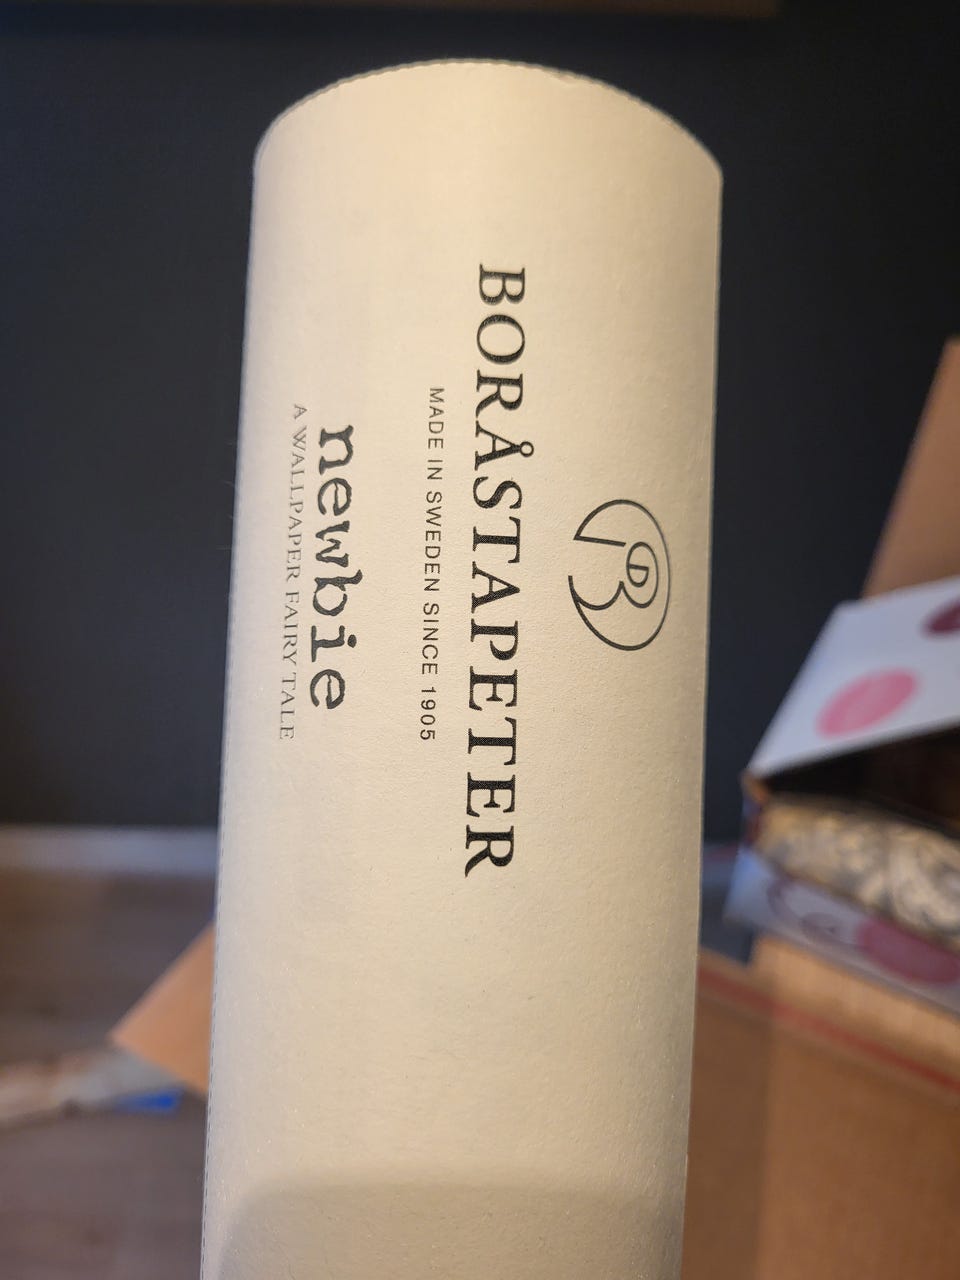 BORÅSTAPETER
MADE IN SWEDEN SINCE 1905
newbie
A WALLPAPER FAIRY TALE